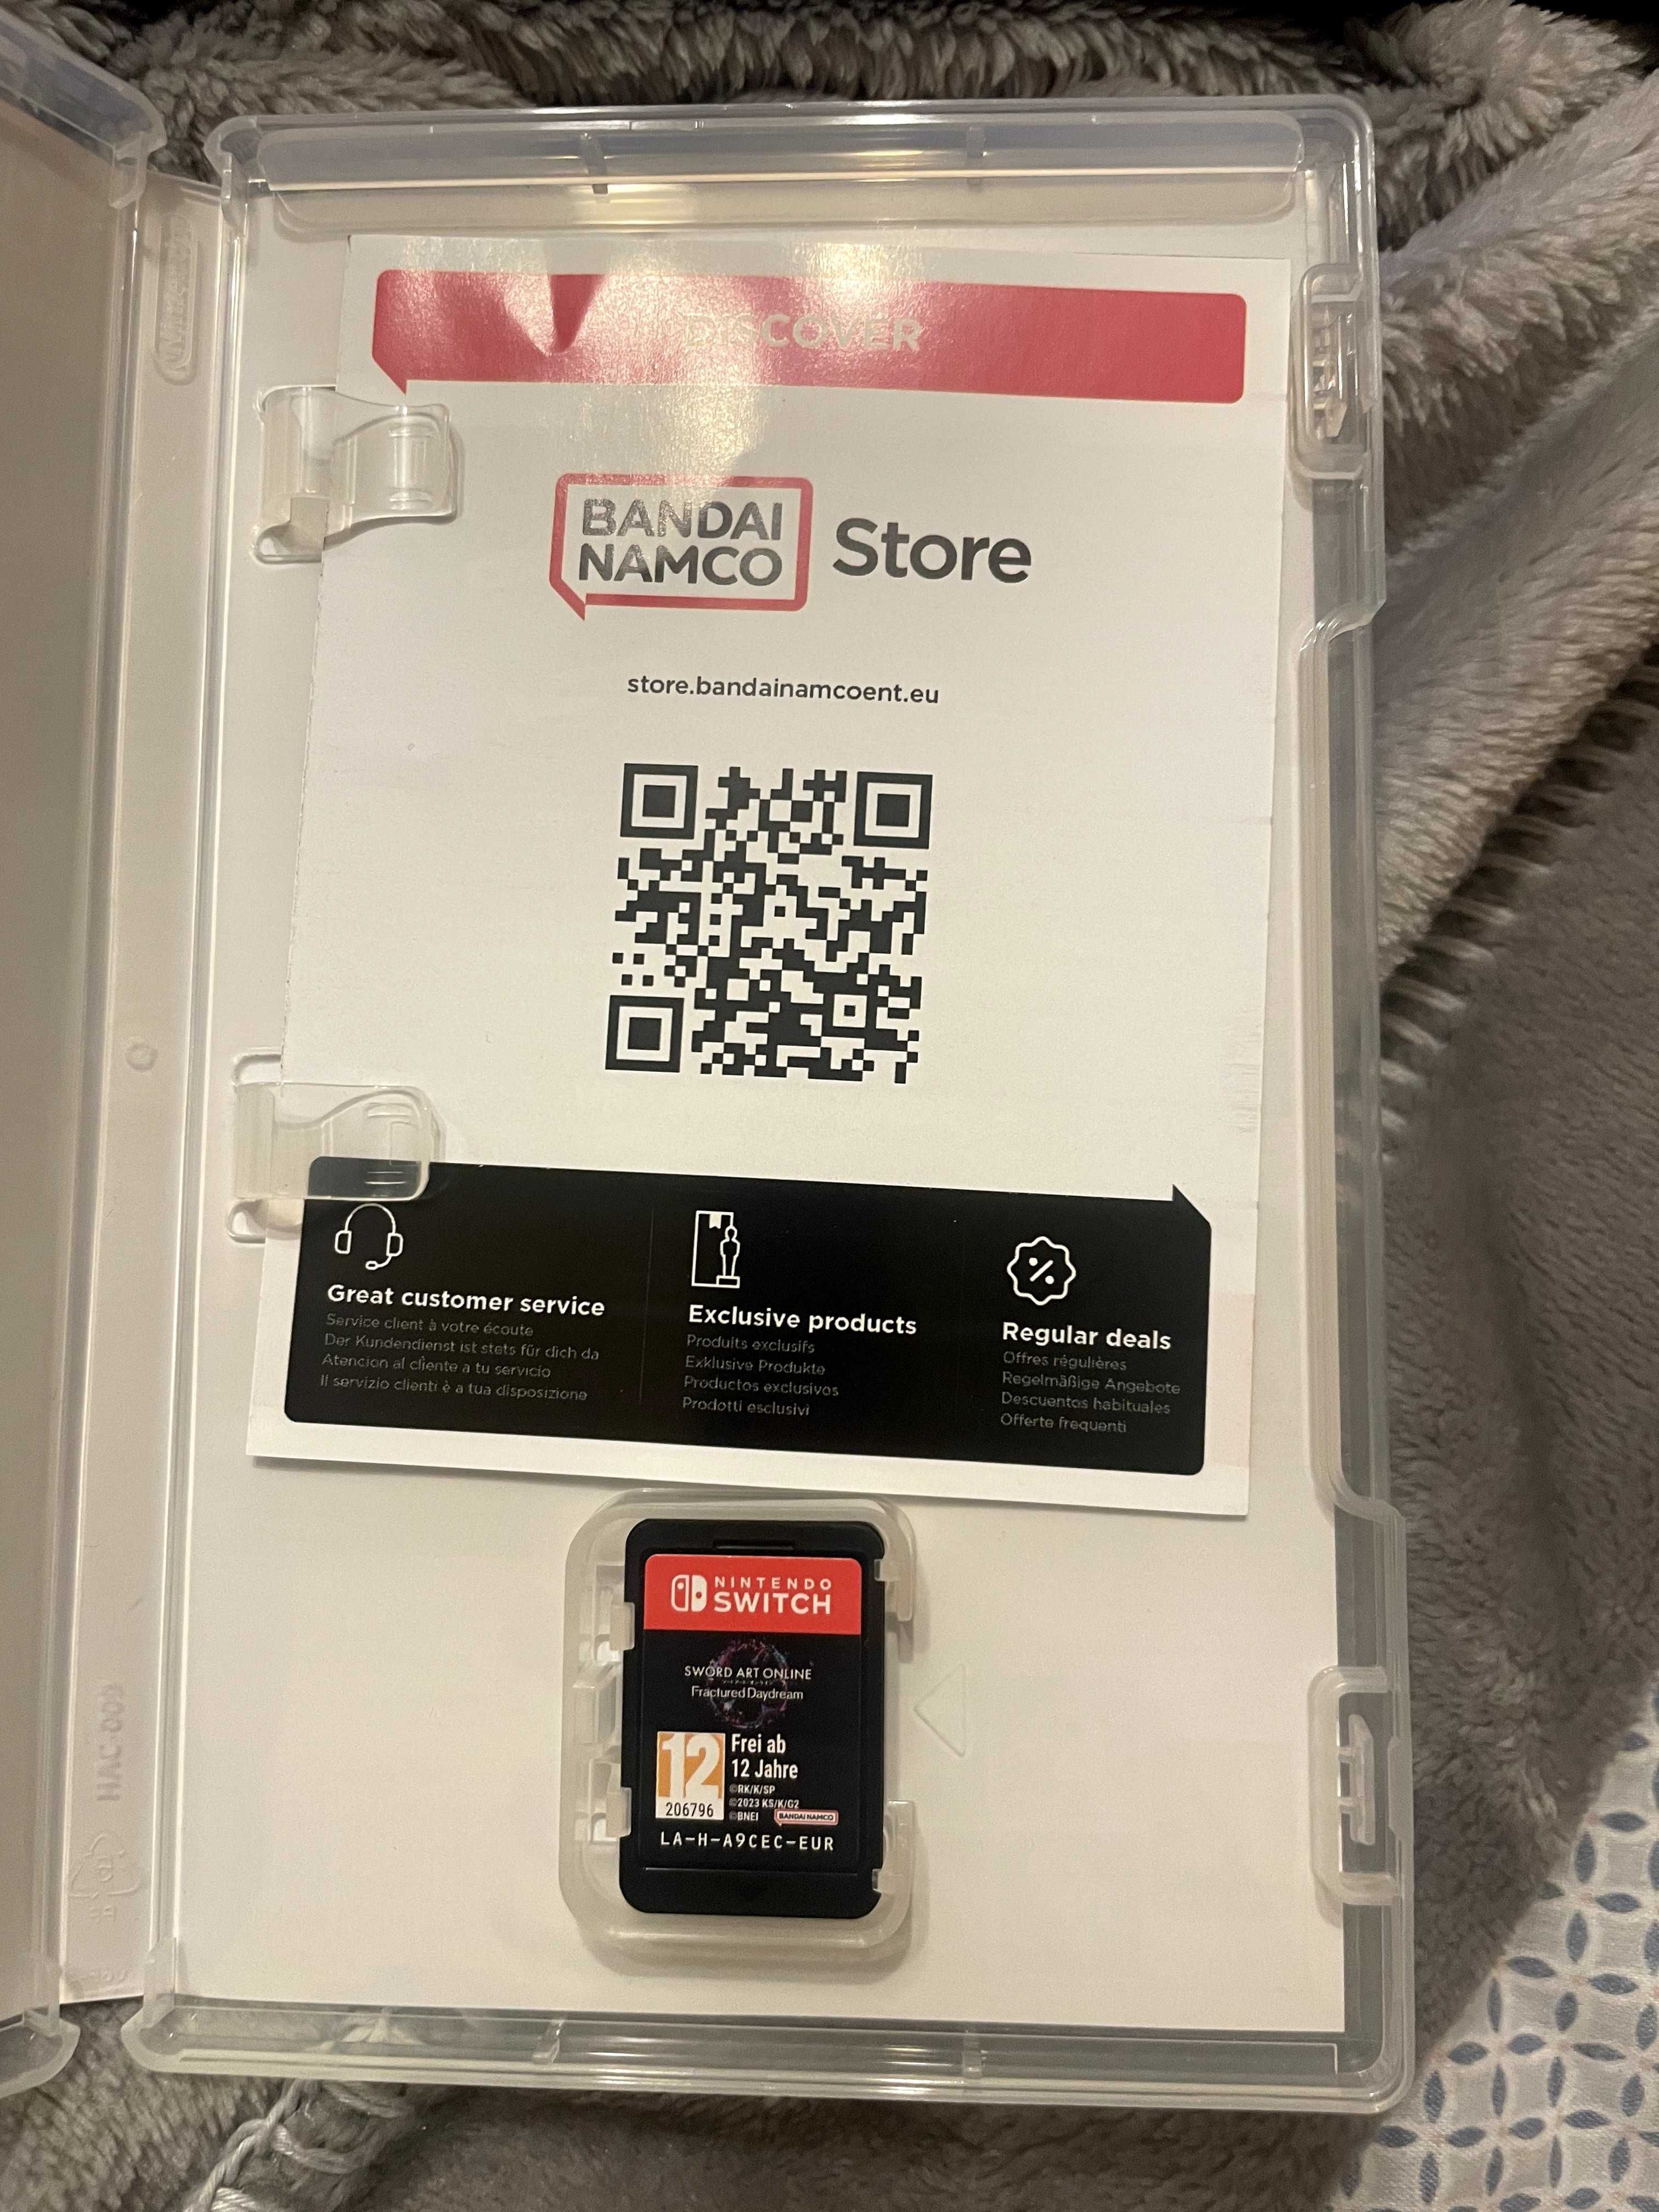 DISCOVER
BANDAI
NAMCO
Store
store.bandainamcoent.eu
Great customer service
Service client à votre écoute
Der Kundendienst ist stets für dich da
Atencion al cliente a tu servicio
Il servizio clienti è a tua disposizione
Exclusive products
Produits exclusifs
Exklusive Produkte
Productos exclusivos
Prodotti esclusivi
Regular deals
Offres régulières
Regelmäßige Angebote
Descuentos habituales
Offerte frequenti
NINTENDO
SWITCH
SWORD ART ONLINE
Fractured Daydream
12
206796
Frei ab
12 Jahre
©RK/K/SP
©2023 KS/K/G2
©BNEI
BANDAI NAMCO
LA-H-A9CEC-EUR
Nintendo